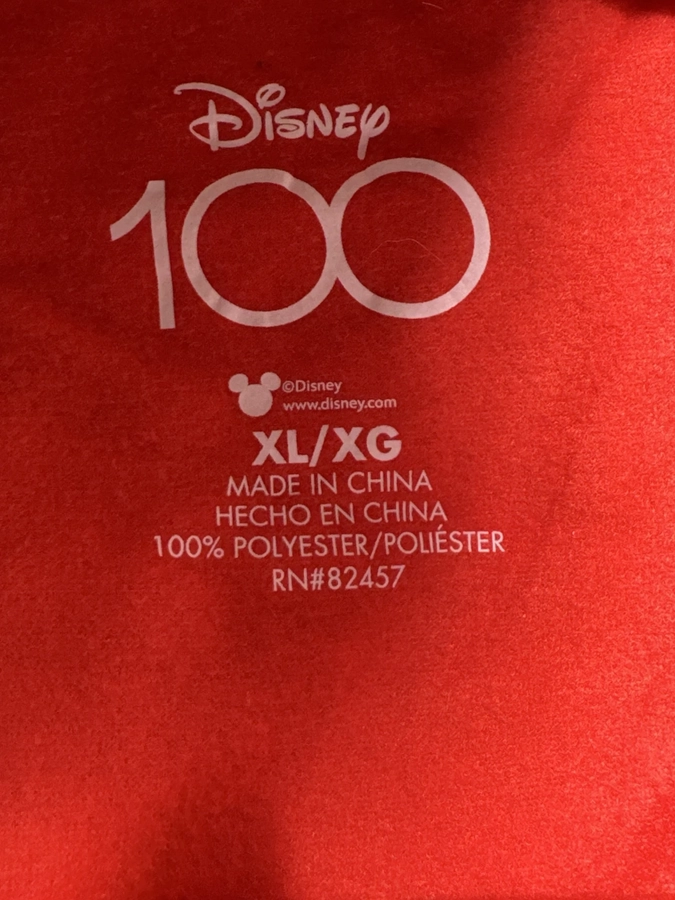 Disney
100
©Disney
www.disney.com
XL/XG
MADE IN CHINA
HECHO EN CHINA
100% POLYESTER/POLIÉSTER
RN#82457